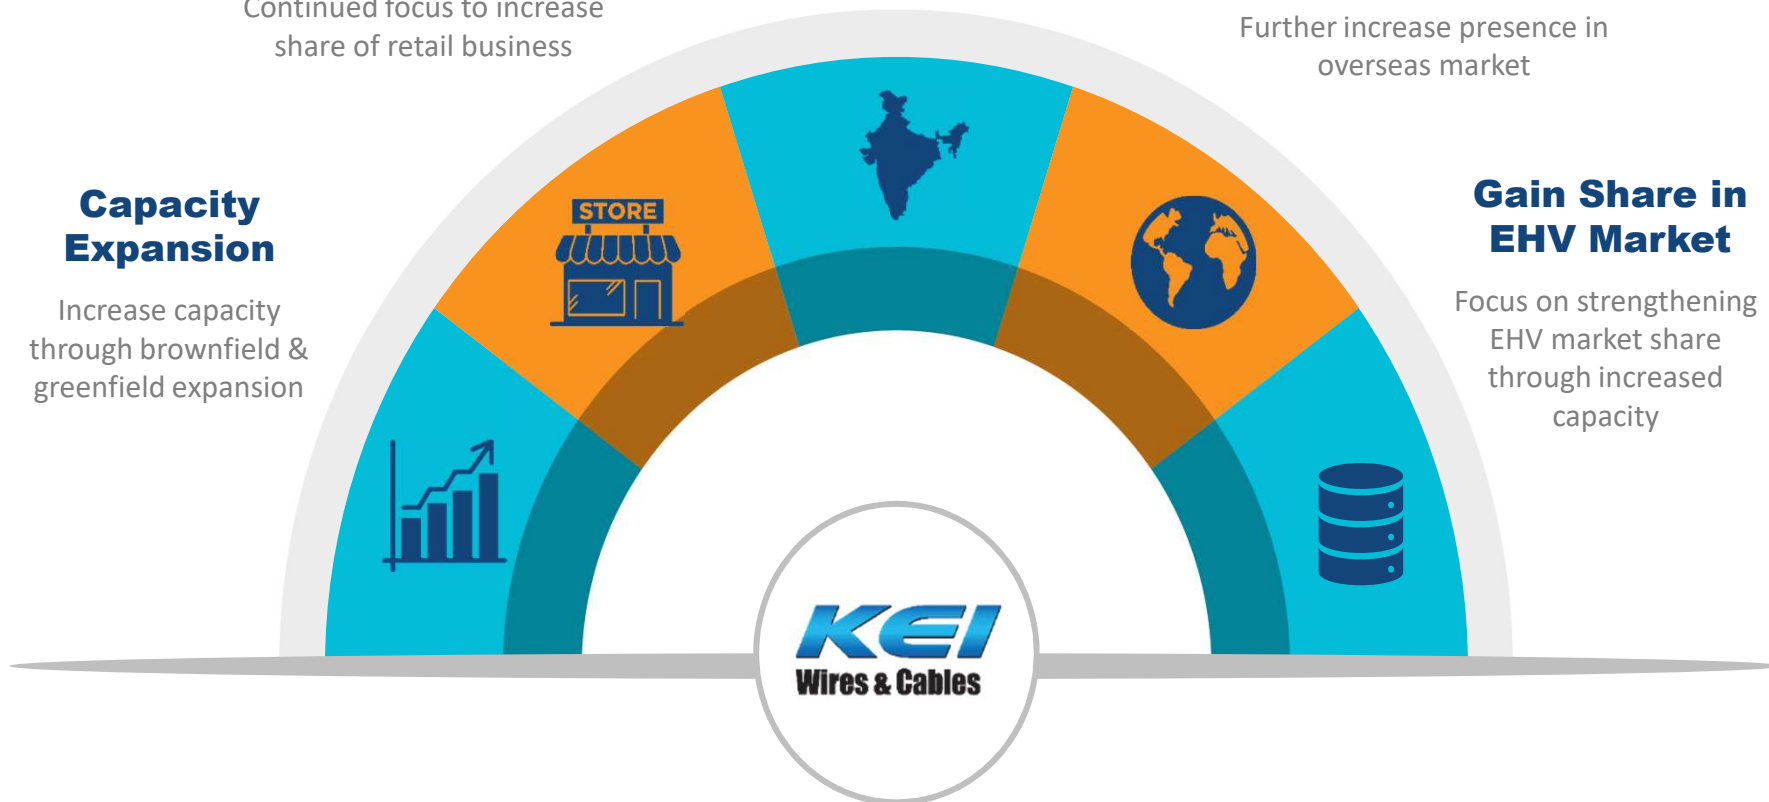 Continued focus to increase
share of retail business
Further increase presence in
overseas market
Capacity
Expansion
Increase capacity
through brownfield &
greenfield expansion
STORE
Gain Share in
EHV Market
Focus on strengthening
EHV market share
through increased
capacity
KEI
Wires & Cables